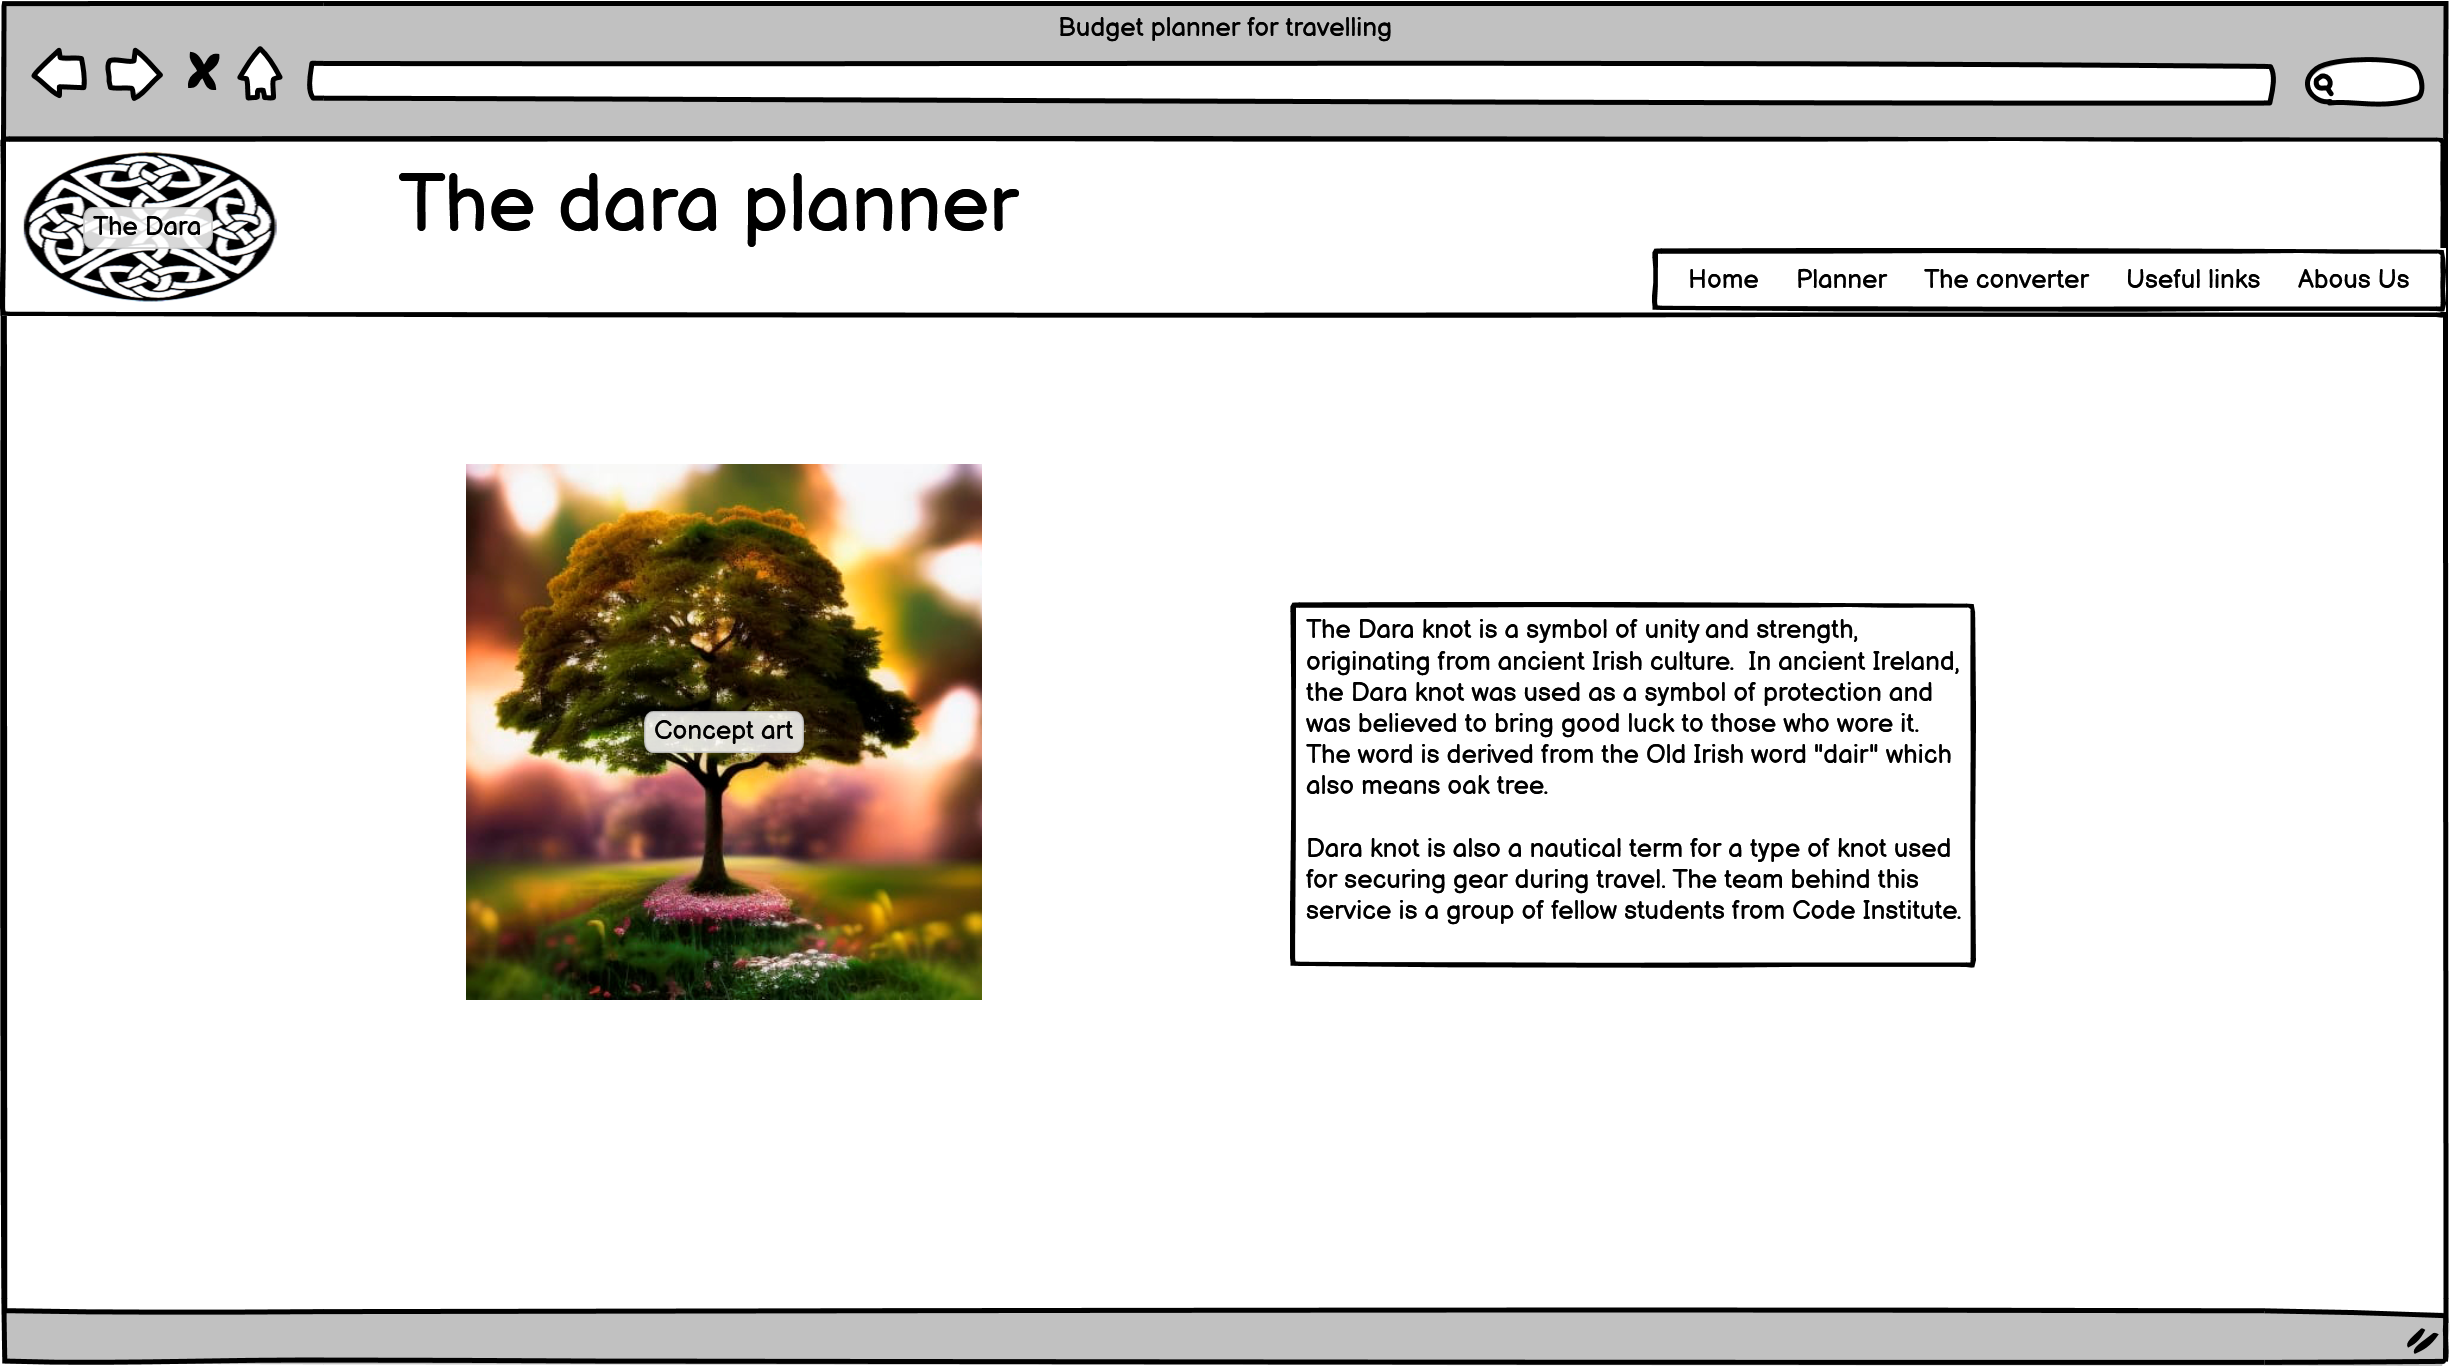 Budget planner for travelling
The Dara
The dara planner
Home Planner The converter Useful links Abous Us
Concept art
The Dara knot is a symbol of unity and strength,
originating from ancient Irish culture.  In ancient Ireland,
the Dara knot was used as a symbol of protection and
was believed to bring good luck to those who wore it.
The word is derived from the Old Irish word "dair" which
also means oak tree.
Dara knot is also a nautical term for a type of knot used
for securing gear during travel. The team behind this
service is a group of fellow students from Code Institute.